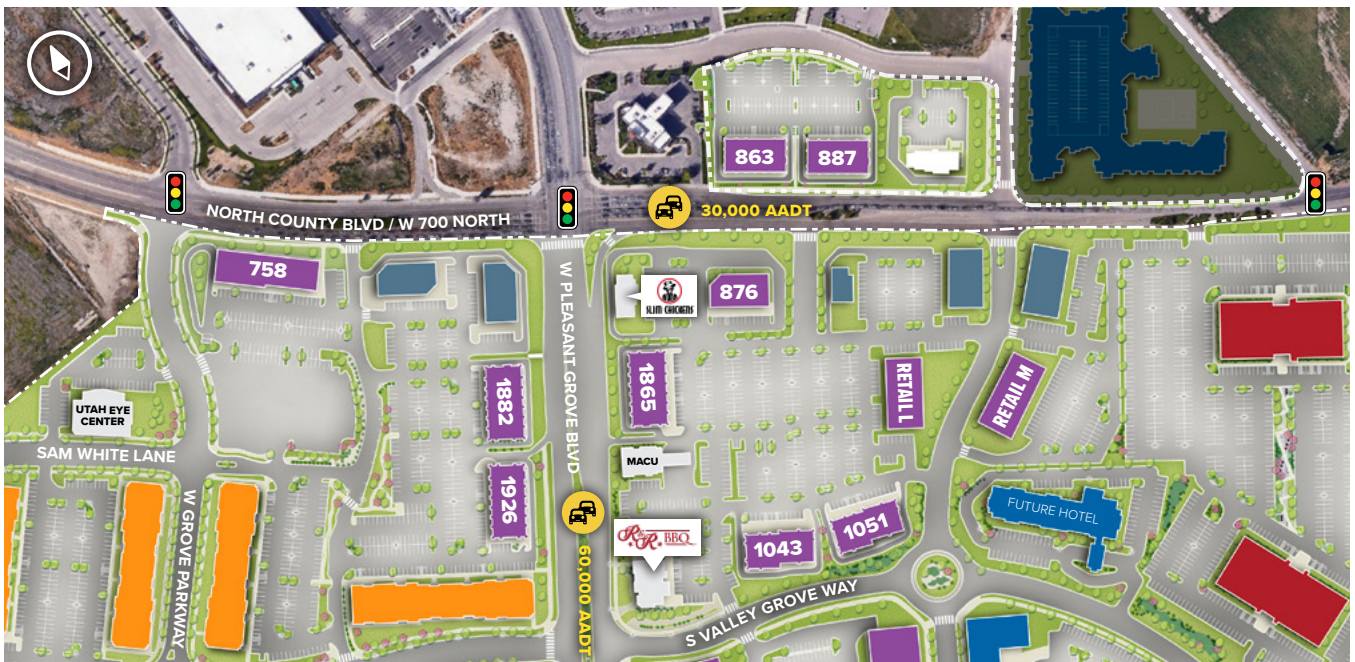 863
887
NORTH COUNTY BLVD / W 700 NORTH
30,000 AADT
758
W PLEASANT GROVE BLVD
SLIM CHICKENS
876
1882
1865
RETAIL L
RETAIL M
UTAH EYE
CENTER
SAM WHITE LANE
MACU
W GROVE PARKWAY
1926
R&R BBQ
1043
1051
FUTURE HOTEL
60,000 AADT
S VALLEY GROVE WAY